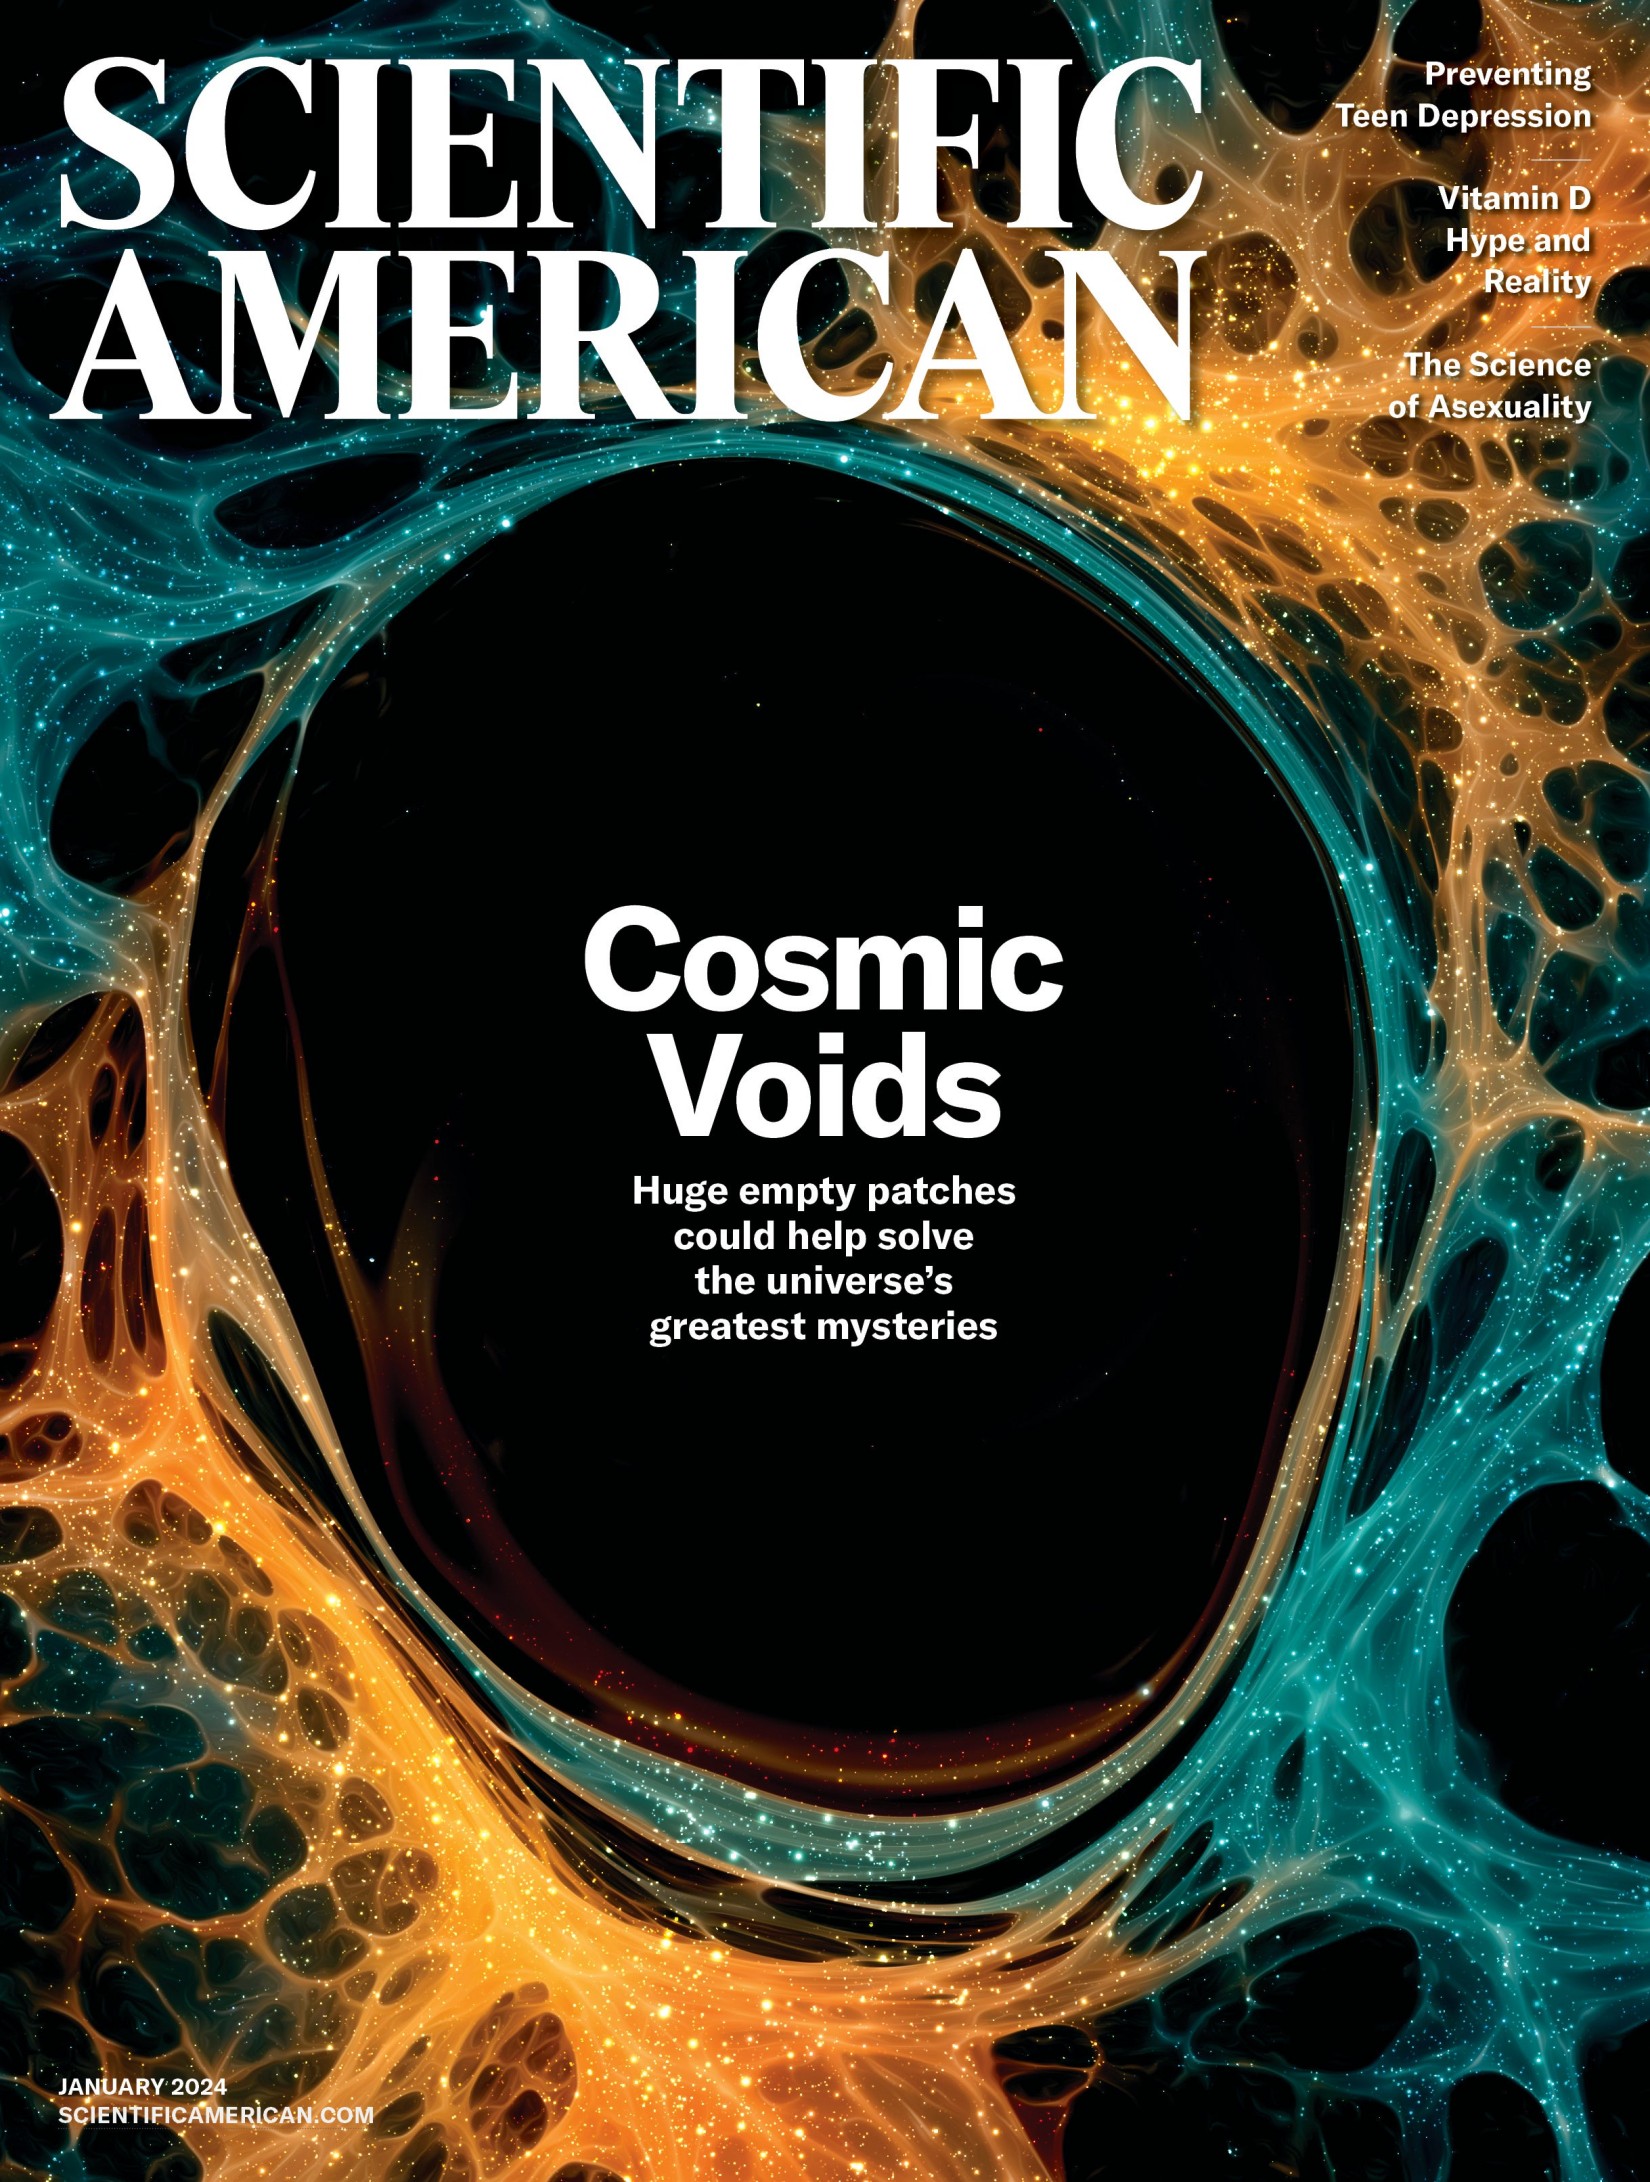 SCIENTIFIC
AMERICAN
Preventing
Teen Depression
Vitamin D
Hype and
Reality
The Science
of Asexuality
Cosmic
Voids
Huge empty patches
could help solve
the universe’s
greatest mysteries
JANUARY 2024
SCIENTIFICAMERICAN.COM